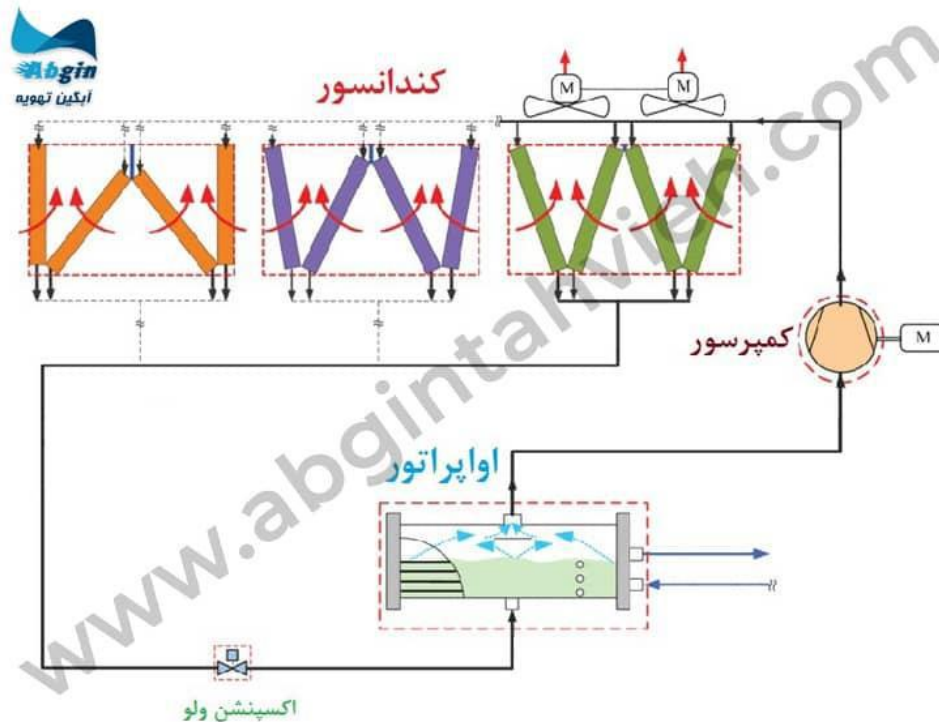 Abgin
آبگین تهویه
کندانسور
M
M
کمپرسور
M
اواپراتور
اکسپنشن ولو
www.abgintahvieh.com